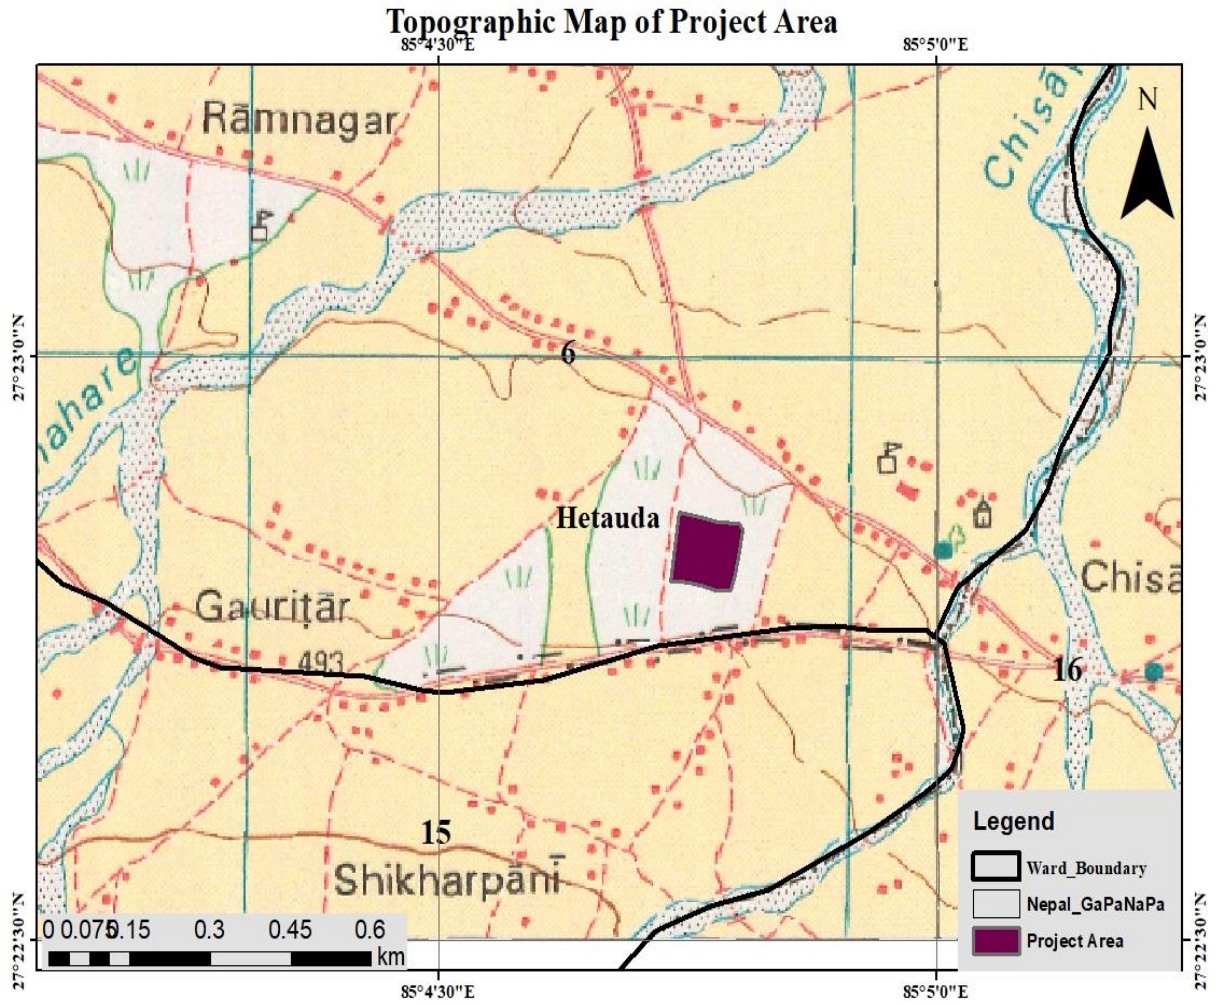 Topographic Map of Project Area
85°4'30"E
85°5'0"E
Rāmnagar
N
27°23'0"N
27°23'0"N
6
Hetauda
Gauriṭār
493
16
15
Shikharpānī
Legend
Ward_Boundary
Nepal_GaPaNaPa
Project Area
0 0.075 0.15 0.3 0.45 0.6
km
27°22'30"N
27°22'30"N
85°4'30"E
85°5'0"E